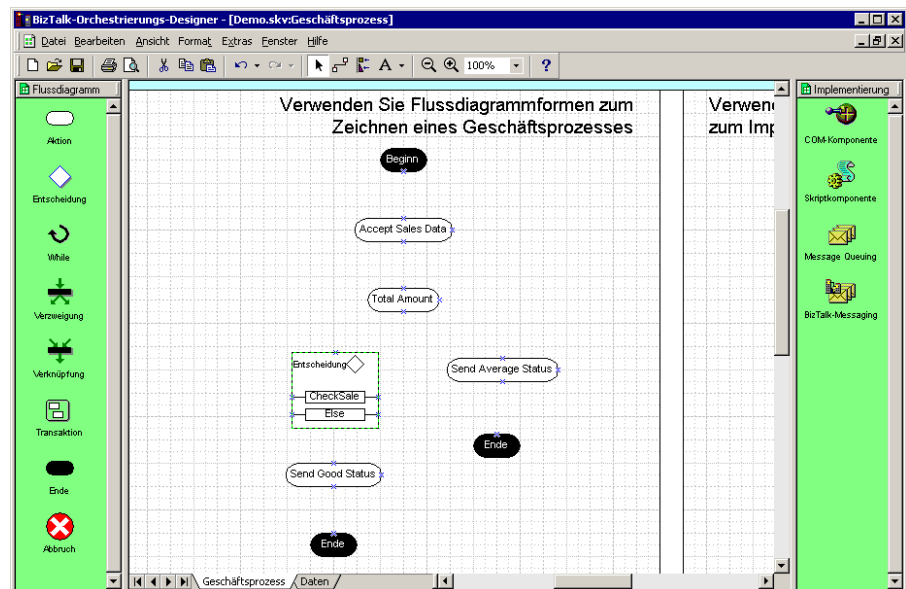 BizTalk-Orchestrierungs-Designer - [Demo.skv:Geschäftsprozess]
Datei Bearbeiten Ansicht Format Extras Fenster Hilfe
100%
Flussdiagramm
Aktion
Entscheidung
While
Verzweigung
Verknüpfung
Transaktion
Ende
Abbruch
Verwenden Sie Flussdiagrammformen zum
Zeichnen eines Geschäftsprozesses
Verwen
zum Imp
Beginn
Accept Sales Data
Total Amount
Entscheidung
CheckSale
Else
Send Average Status
Ende
Send Good Status
Ende
Geschäftsprozess Daten
Implementierung
COM-Komponente
Skriptkomponente
Message Queuing
BizTalk-Messaging